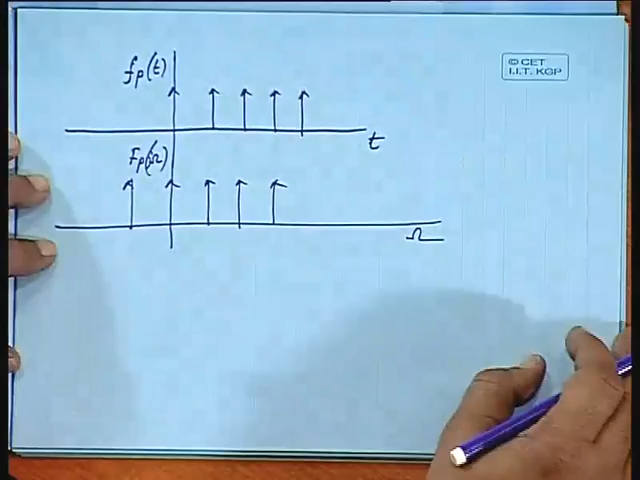 fp(t)
© CET
I.I.T. KGP
t
Fp(Ω)
Ω